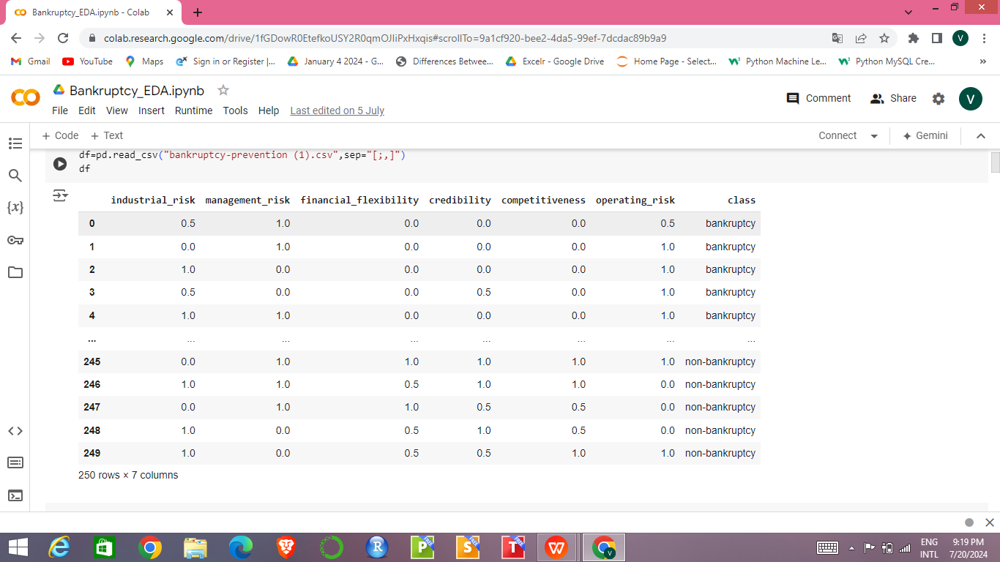 Bankruptcy_EDA.ipynb - Colab
colab.research.google.com/drive/1fGDowR0EtefkoUSY2R0qmOJIiPxHxqis#scrollTo=9a1cf920-bee2-4da5-99ef-7dcdac89b9a9
V
Gmail YouTube Maps Sign in or Register |... January 4 2024 - G... Differences Betwee... Excelr - Google Drive Home Page - Select... Python Machine Le... Python MySQL Cre... »
Bankruptcy_EDA.ipynb
File Edit View Insert Runtime Tools Help Last edited on 5 July
Comment Share V
+ Code + Text Connect Gemini
df=pd.read_csv("bankruptcy-prevention (1).csv",sep="[;,]")
df
industrial_risk management_risk financial_flexibility credibility competitiveness operating_risk class
0 0.5 1.0 0.0 0.0 0.0 0.5 bankruptcy
1 0.0 1.0 0.0 0.0 0.0 1.0 bankruptcy
2 1.0 0.0 0.0 0.0 0.0 1.0 bankruptcy
3 0.5 0.0 0.0 0.5 0.0 1.0 bankruptcy
4 1.0 1.0 0.0 0.0 0.0 1.0 bankruptcy
... ... ... ... ... ... ... ...
245 0.0 1.0 1.0 1.0 1.0 1.0 non-bankruptcy
246 1.0 1.0 0.5 1.0 1.0 0.0 non-bankruptcy
247 0.0 1.0 1.0 0.5 0.5 0.0 non-bankruptcy
248 1.0 0.0 0.5 1.0 0.5 0.0 non-bankruptcy
249 1.0 0.0 0.5 0.5 1.0 1.0 non-bankruptcy
250 rows × 7 columns
{x}
R P FREE S FREE T FREE W V
ENG 9:19 PM
INTL 7/20/2024